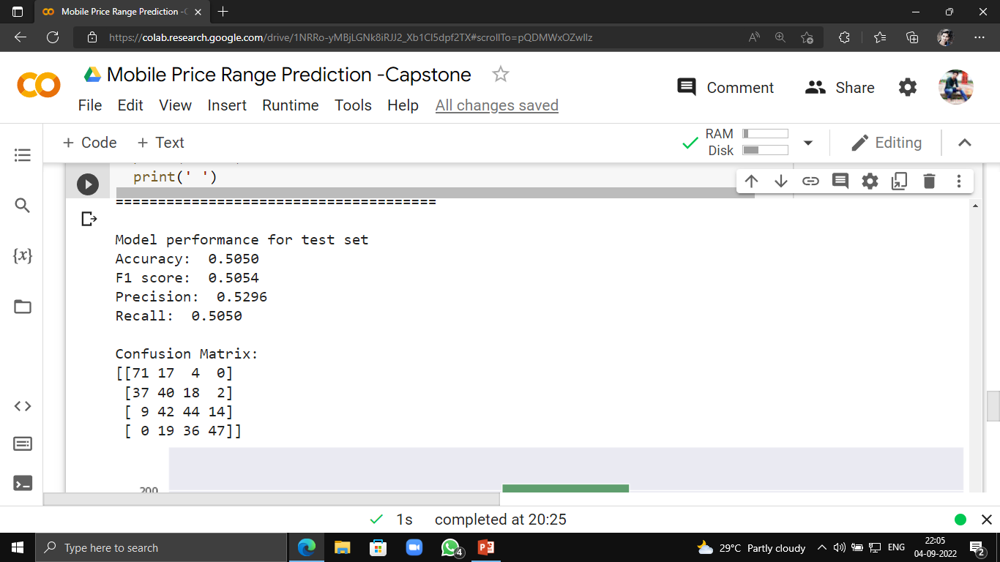 Mobile Price Range Prediction -C
https://colab.research.google.com/drive/1NRRo-yMBjLGNk8iRJJ2_Xb1Cl5dpf2TX#scrollTo=pQDMWxOZwlIz
Mobile Price Range Prediction -Capstone
Comment
Share
File Edit View Insert Runtime Tools Help All changes saved
+ Code + Text
RAM
Disk
Editing
print(' ')
======================================
Model performance for test set
Accuracy: 0.5050
F1 score: 0.5054
Precision: 0.5296
Recall: 0.5050
Confusion Matrix:
[[71 17  4  0]
 [37 40 18  2]
 [ 9 42 44 14]
 [ 0 19 36 47]]
200
1s completed at 20:25
Type here to search
4
29°C Partly cloudy
ENG
22:05
04-09-2022
2